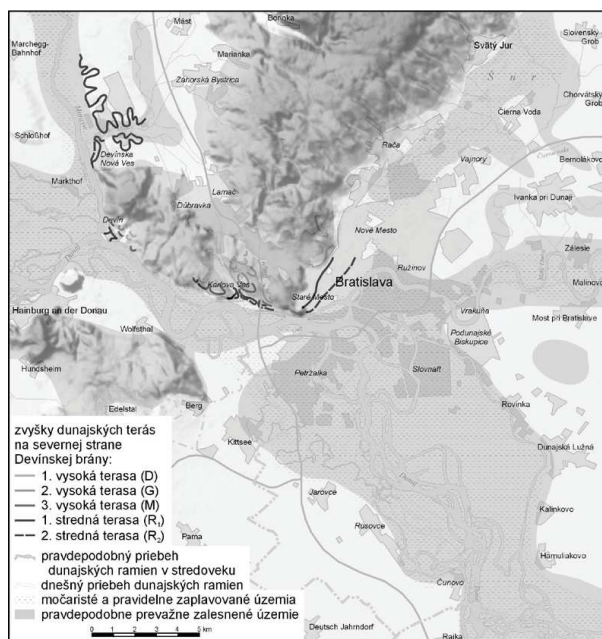 Marchegg-
Bahnhof
Mást
Borinka
Slovenský
Grob
Marianka
Svätý Jur
Záhorská Bystrica
Šúr
Chorvátsky
Grob
Čierna Voda
Schloßhof
Rača
Devínska
Nová Ves
Vajnory
Bernolákovo
Markthof
Lamač
Dúbravka
Ivanka pri Dunaji
Devín
Nové Mesto
Zálesie
Ružinov
Karlova Ves
Bratislava
Malinovo
Staré Mesto
Hainburg an der Donau
Vrakuňa
Most pri Bratislave
Wolfsthal
Podunajské
Biskupice
Hundsheim
Petržalka
Slovnaft
Edelstal
Berg
Rovinka
Kittsee
Dunajská Lužná
Jarovce
Kalinkovo
Rusovce
Pama
Hamuliakovo
Čunovo
Deutsch Jahrndorf
Rajka
zvyšky dunajských terás
na severnej strane
Devínskej brány:
1. vysoká terasa (D)
2. vysoká terasa (G)
3. vysoká terasa (M)
1. stredná terasa (R₁)
2. stredná terasa (R₂)
pravdepodobný priebeh
dunajských ramien v stredoveku
dnešný priebeh dunajských ramien
močaristé a pravidelne zaplavované územia
pravdepodobne prevažne zalesnené územie
0 1 2 3 4 5 km